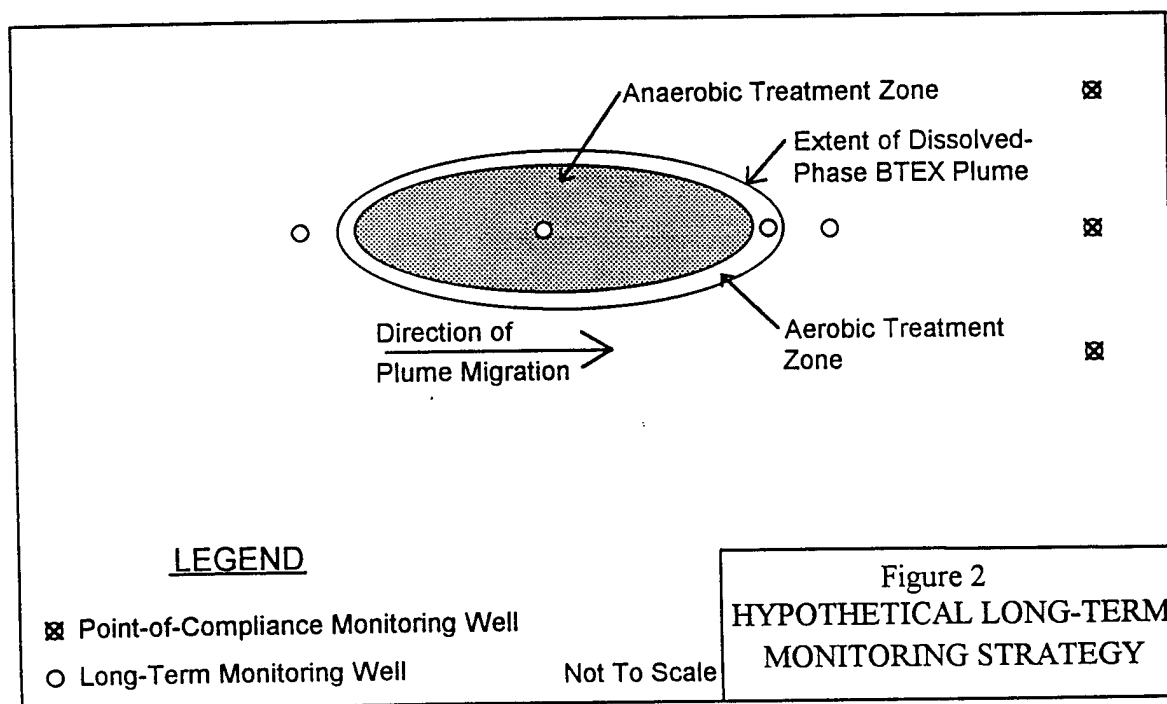 Anaerobic Treatment Zone
Extent of Dissolved-
Phase BTEX Plume
Direction of
Plume Migration
Aerobic Treatment
Zone
LEGEND
Point-of-Compliance Monitoring Well
Long-Term Monitoring Well
Not To Scale
Figure 2
HYPOTHETICAL LONG-TERM
MONITORING STRATEGY